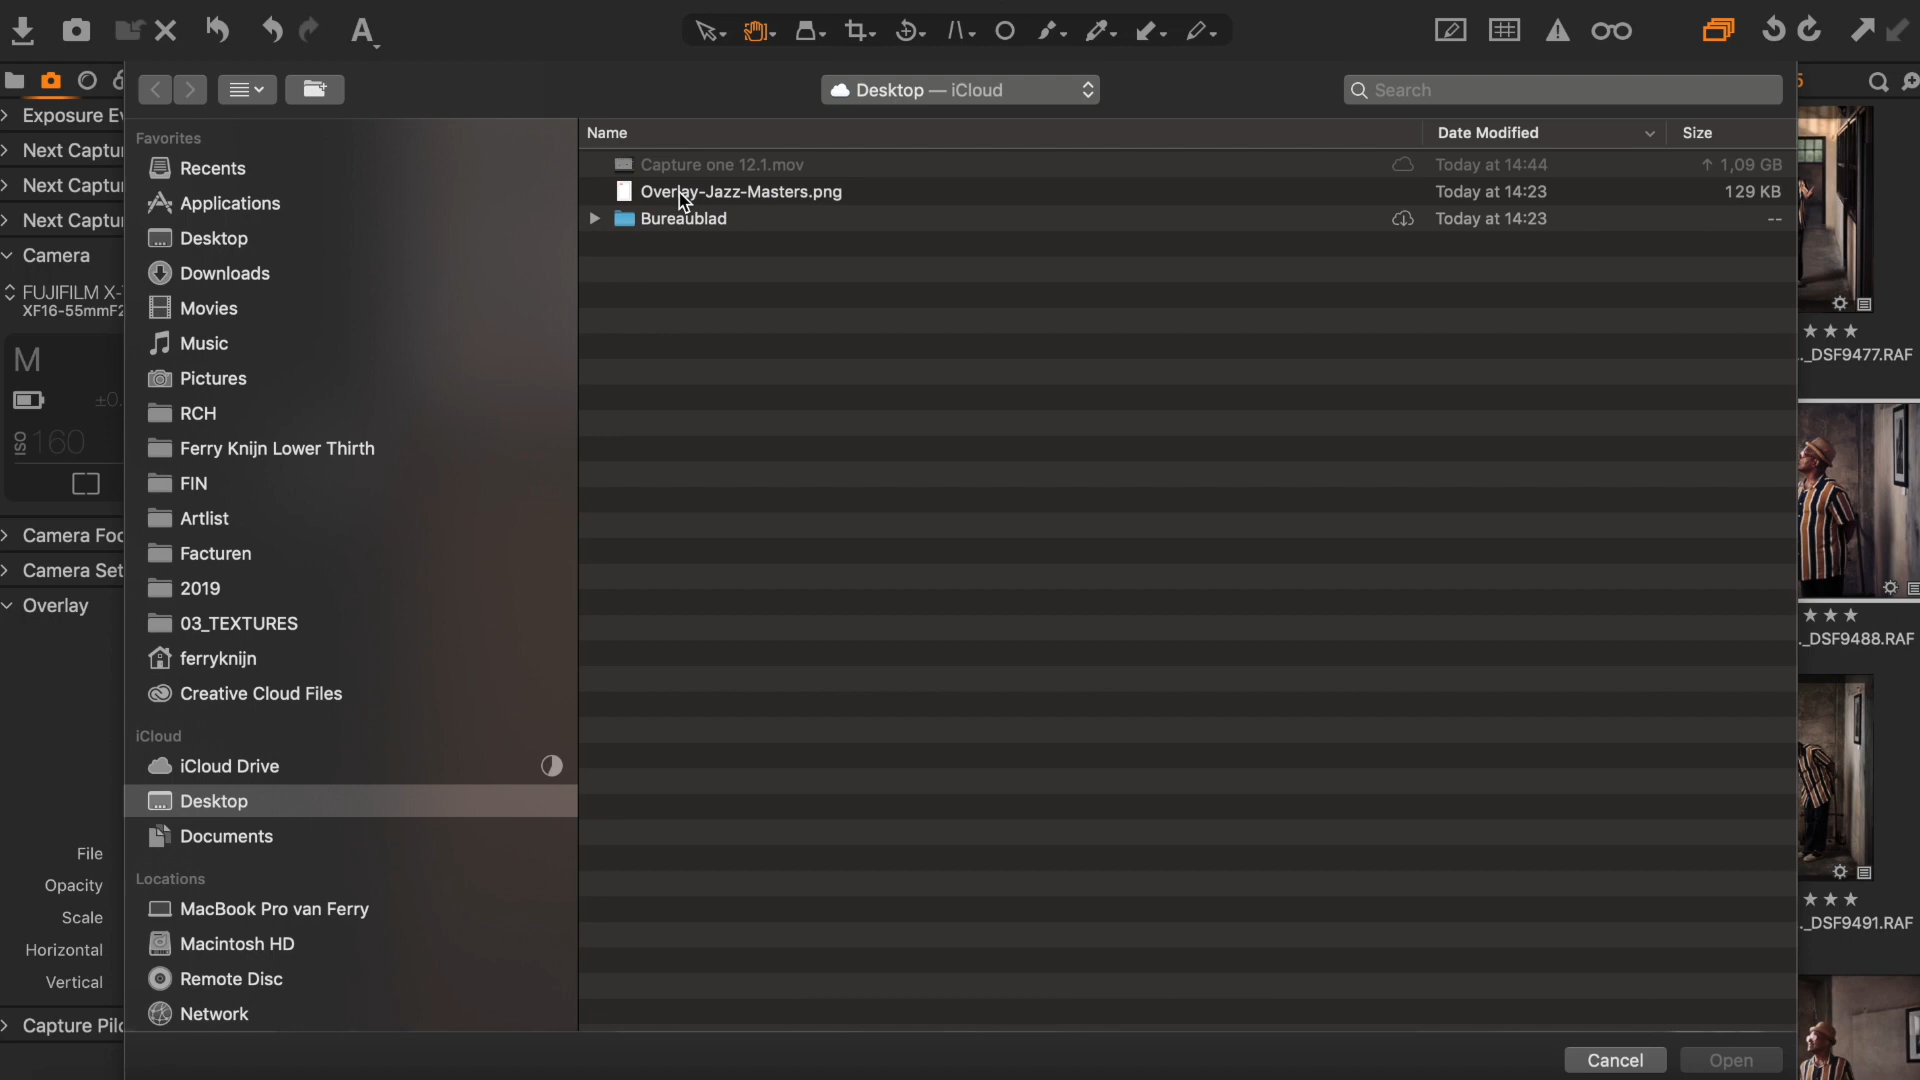 Desktop — iCloud
Search
5
Exposure Ev
Next Captu
Next Captu
Next Captu
Camera
FUJIFILM X-
XF16-55mmF2
M
±0.
ISO 160
Camera Foc
Camera Set
Overlay
File
Opacity
Scale
Horizontal
Vertical
Capture Pilo
Favorites
Recents
Applications
Desktop
Downloads
Movies
Music
Pictures
RCH
Ferry Knijn Lower Thirth
FIN
Artlist
Facturen
2019
03_TEXTURES
ferryknijn
Creative Cloud Files
iCloud
iCloud Drive
Desktop
Documents
Locations
MacBook Pro van Ferry
Macintosh HD
Remote Disc
Network
Name Date Modified Size
Capture one 12.1.mov Today at 14:44 ↑ 1,09 GB
Overlay-Jazz-Masters.png Today at 14:23 129 KB
Bureaublad Today at 14:23 --
_DSF9477.RAF
_DSF9488.RAF
_DSF9491.RAF
Cancel Open